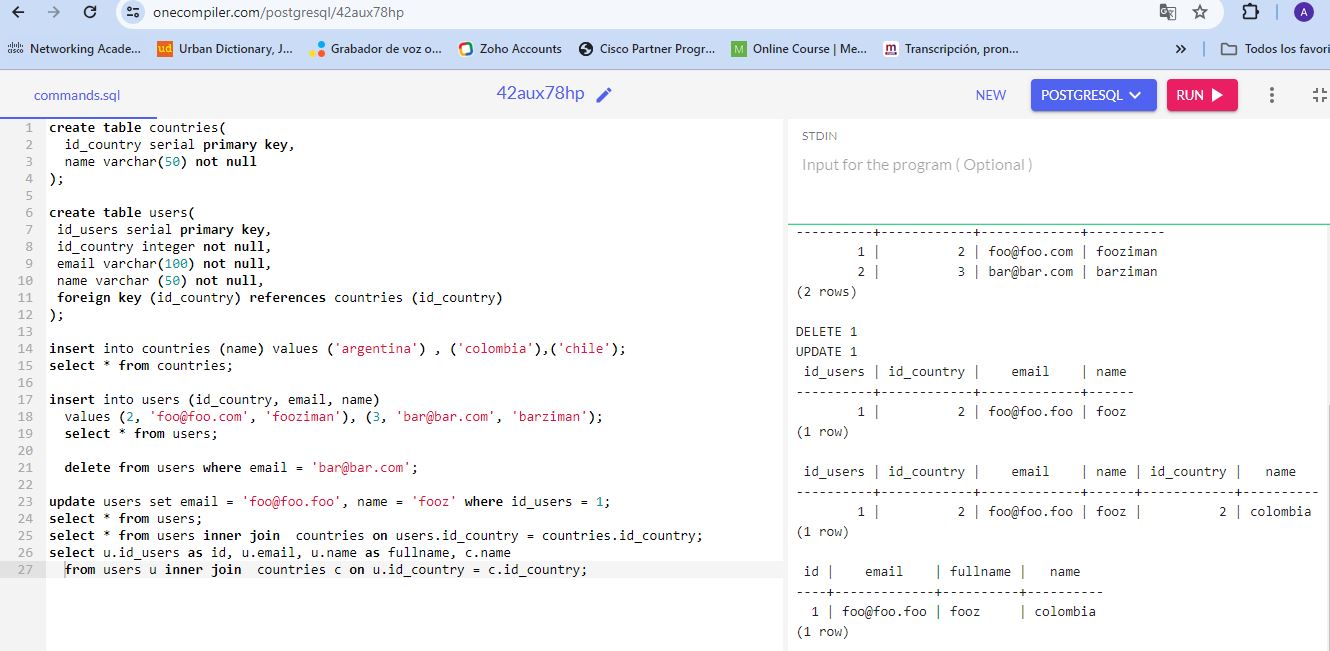 onecompiler.com/postgresql/42aux78hp A
Networking Acade... Urban Dictionary, J... Grabador de voz o... Zoho Accounts Cisco Partner Progr... M Online Course | Me... m Transcripción, pron... » Todos los favori
commands.sql 42aux78hp NEW POSTGRESQL RUN
1 create table countries(
2 id_country serial primary key,
3 name varchar(50) not null
4 );
5
6 create table users(
7 id_users serial primary key,
8 id_country integer not null,
9 email varchar(100) not null,
10 name varchar (50) not null,
11 foreign key (id_country) references countries (id_country)
12 );
13
14 insert into countries (name) values ('argentina') , ('colombia'),('chile');
15 select * from countries;
16
17 insert into users (id_country, email, name)
18 values (2, 'foo@foo.com', 'fooziman'), (3, 'bar@bar.com', 'barziman');
19 select * from users;
20
21 delete from users where email = 'bar@bar.com';
22
23 update users set email = 'foo@foo.foo', name = 'fooz' where id_users = 1;
24 select * from users;
25 select * from users inner join  countries on users.id_country = countries.id_country;
26 select u.id_users as id, u.email, u.name as fullname, c.name
27 from users u inner join  countries c on u.id_country = c.id_country;
STDIN
Input for the program ( Optional )
----------+------------+-------------+----------
1 | 2 | foo@foo.com | fooziman
2 | 3 | bar@bar.com | barziman
(2 rows)
DELETE 1
UPDATE 1
id_users | id_country | email | name
----------+------------+-------------+------
1 | 2 | foo@foo.foo | fooz
(1 row)
id_users | id_country | email | name | id_country | name
----------+------------+-------------+------+------------+----------
1 | 2 | foo@foo.foo | fooz | 2 | colombia
(1 row)
id | email | fullname | name
----+-------------+----------+----------
1 | foo@foo.foo | fooz | colombia
(1 row)